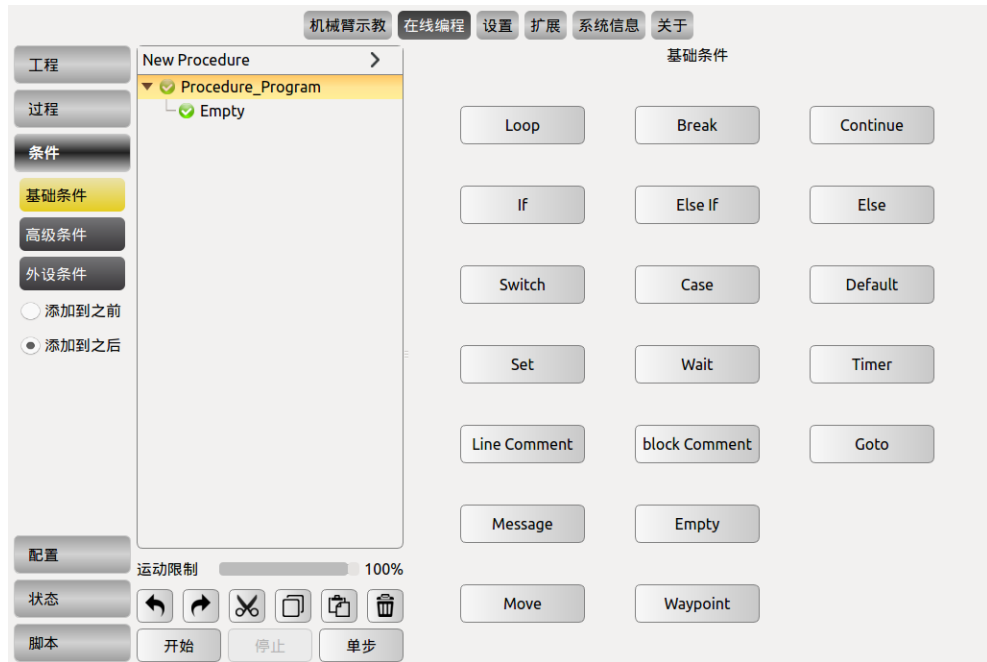 机械臂示教 在线编程 设置 扩展 系统信息 关于
工程
过程
条件
基础条件
高级条件
外设条件
添加到之前
添加到之后
配置
状态
脚本
New Procedure
Procedure_Program
Empty
运动限制 100%
开始 停止 单步
基础条件
Loop Break Continue
If Else If Else
Switch Case Default
Set Wait Timer
Line Comment block Comment Goto
Message Empty
Move Waypoint